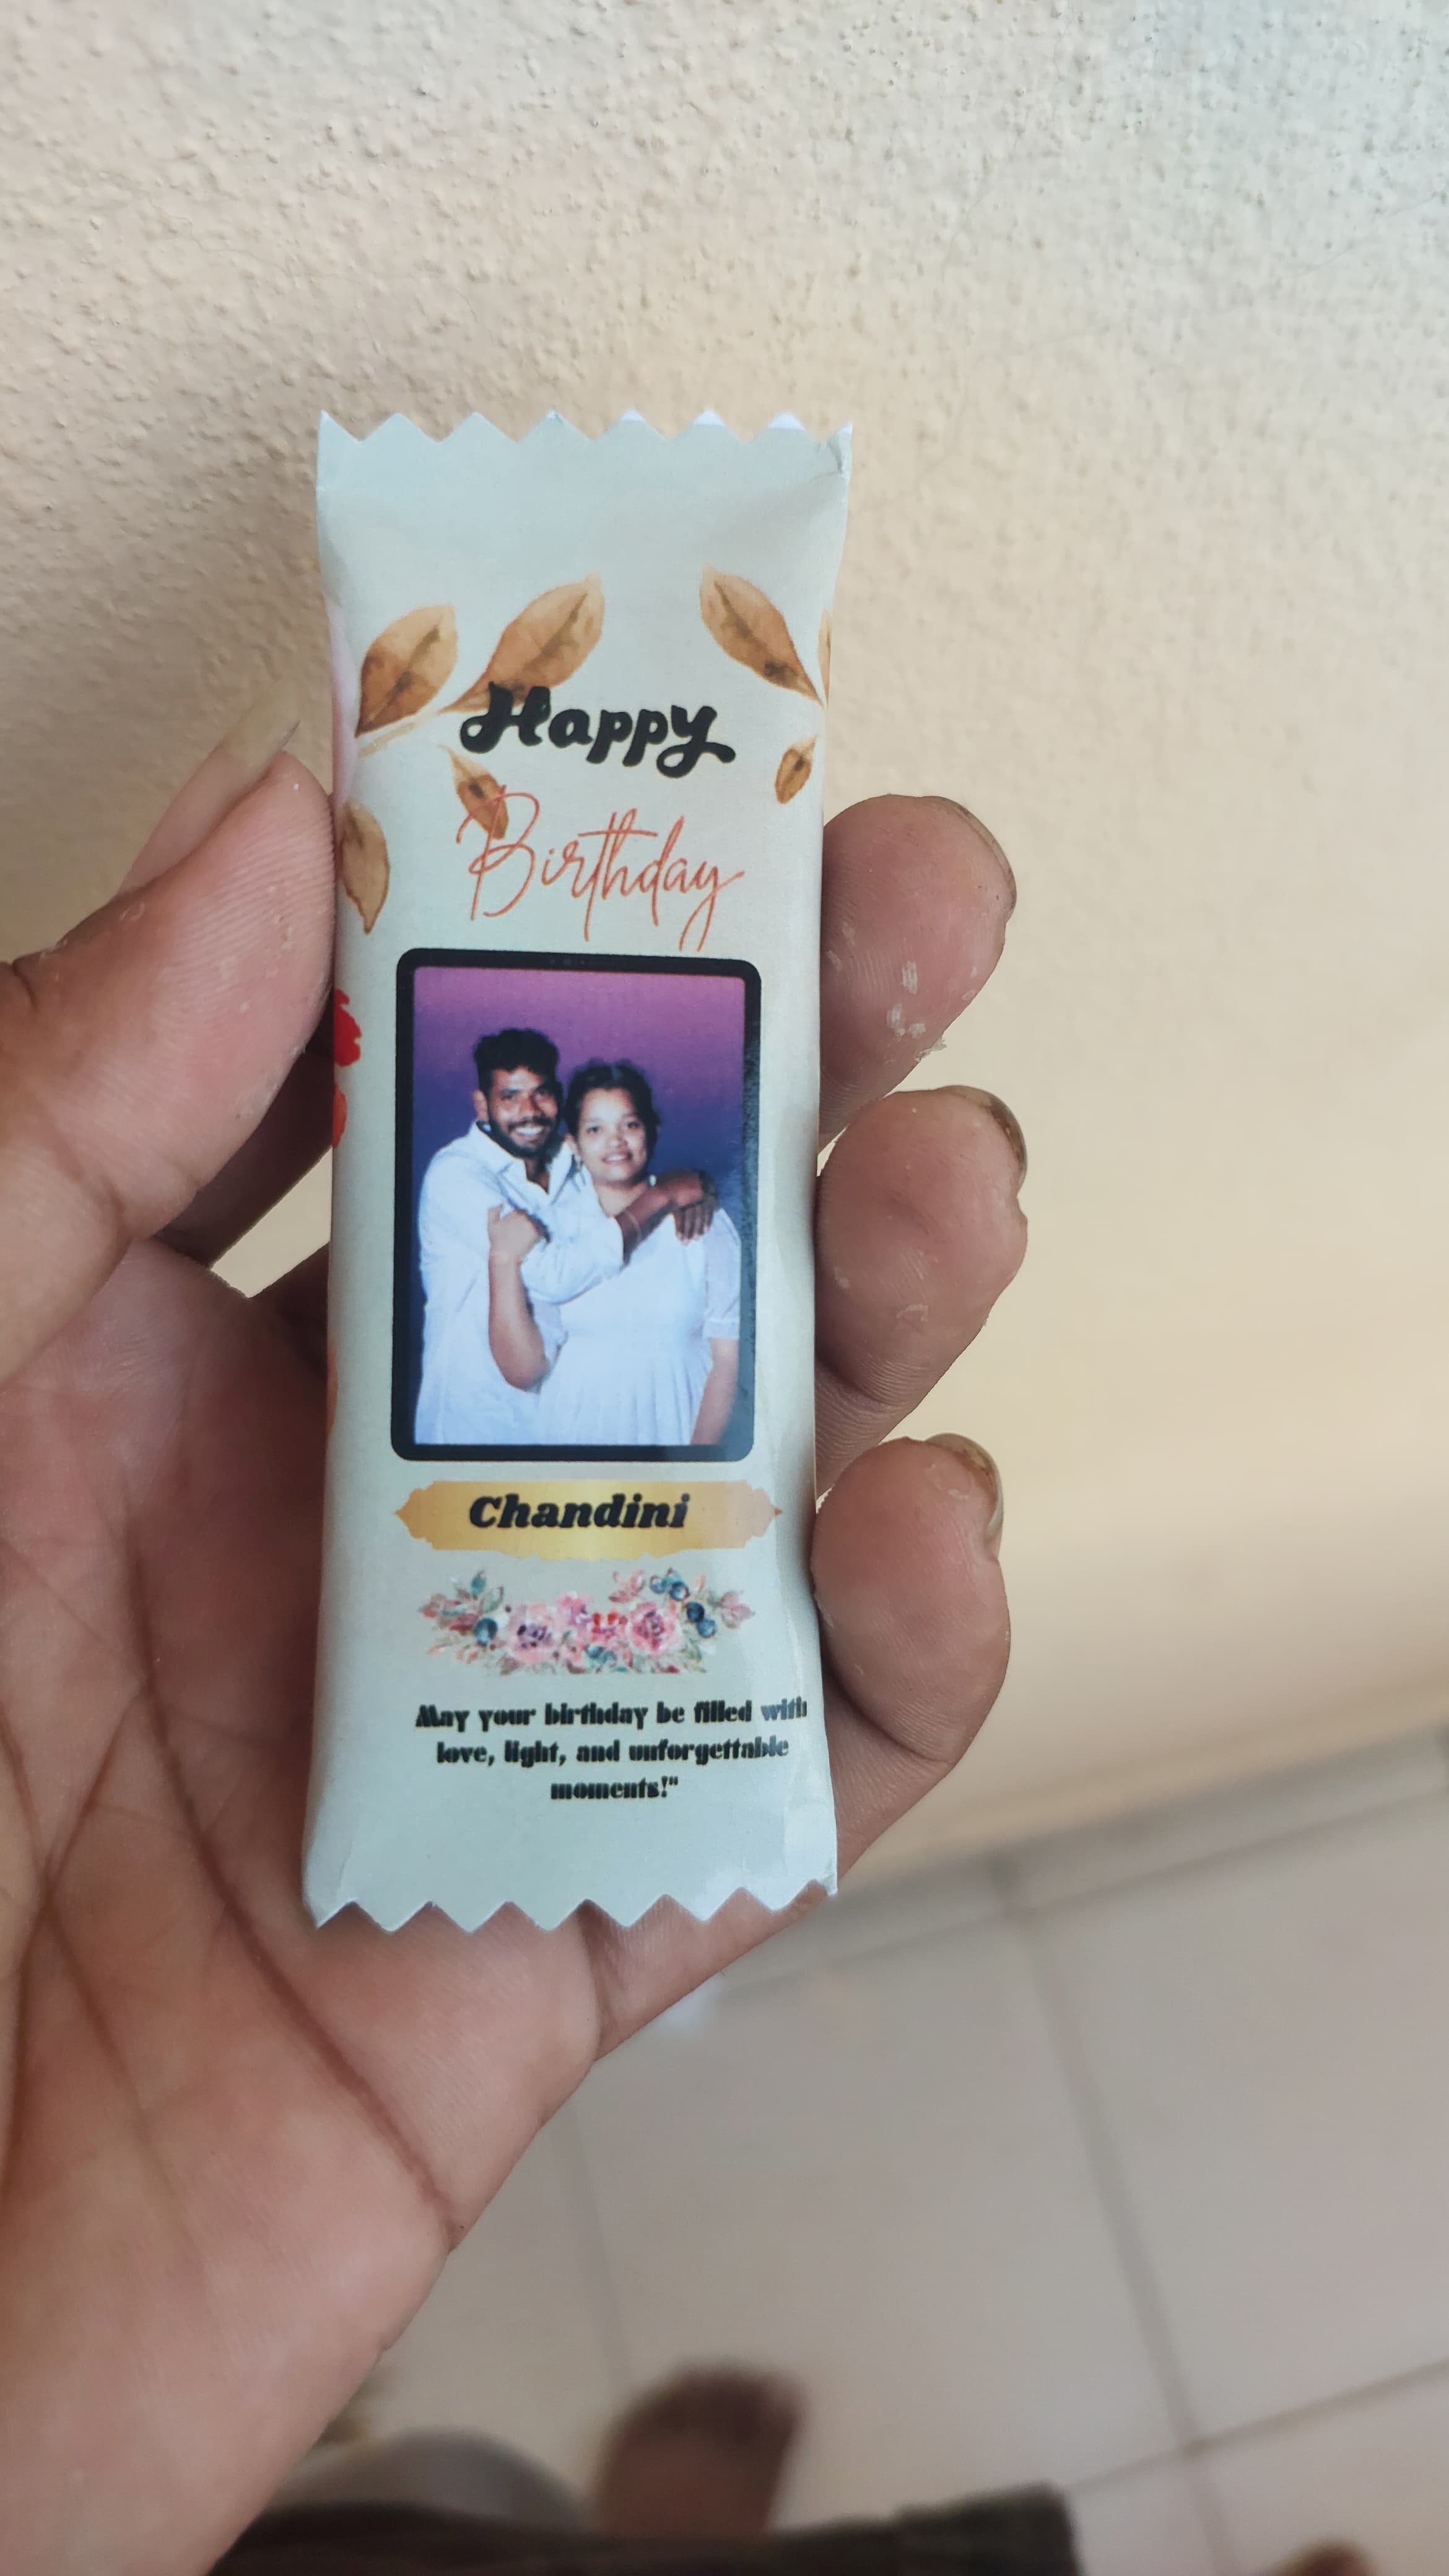 Happy
Birthday
Chandini
May your birthday be filled with
love, light, and unforgettable
moments!"